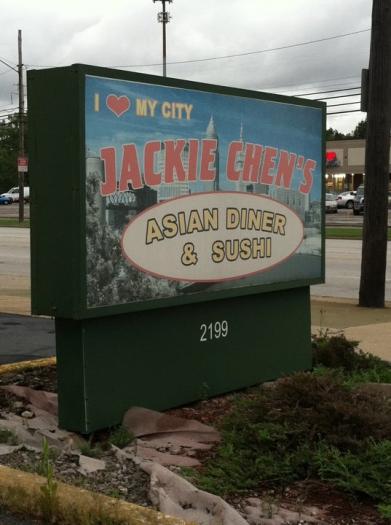 I ❤ MY CITY
JACKIE CHEN'S
ASIAN DINER
& SUSHI
2199